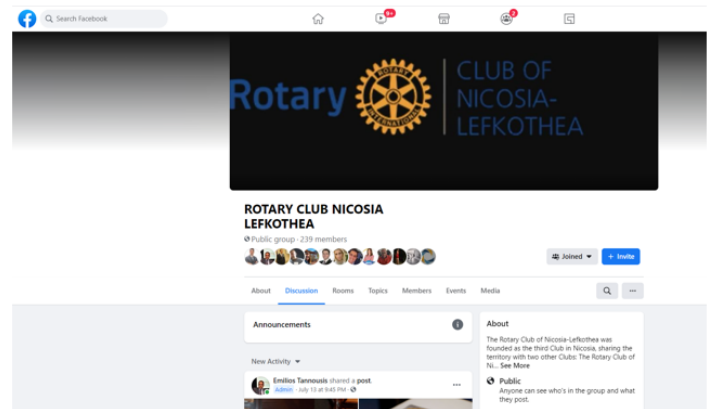 Search Facebook
9+
2
Rotary
ROTARY
INTERNATIONAL
CLUB OF
NICOSIA-
LEFKOTHEA
ROTARY CLUB NICOSIA
LEFKOTHEA
Public group · 239 members
Joined
+ Invite
About Discussion Rooms Topics Members Events Media
Announcements
About
The Rotary Club of Nicosia-Lefkothea was
founded as the third Club in Nicosia, sharing the
territory with two other Clubs: The Rotary Club of
Ni... See More
Public
Anyone can see who's in the group and what
they post.
New Activity
Emilios Tannousis shared a post.
Admin · July 13 at 9:45 PM ·